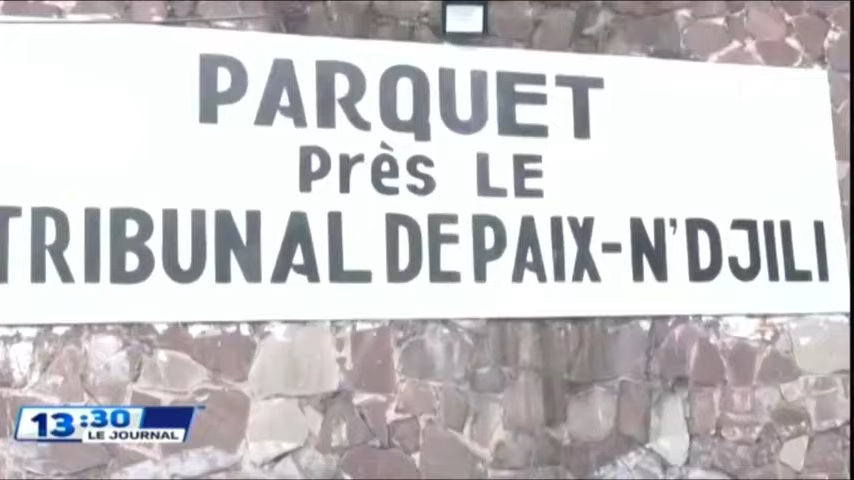 PARQUET
Près LE
TRIBUNAL DE PAIX-N'DJILI
13:30
LE JOURNAL